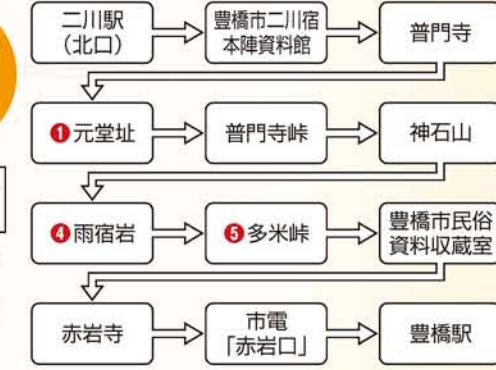 二川駅
（北口）
豊橋市二川宿
本陣資料館
普門寺
❶元堂址
普門寺峠
神石山
❹雨宿岩
❺多米峠
豊橋市民俗
資料収蔵室
赤岩寺
市電
「赤岩口」
豊橋駅